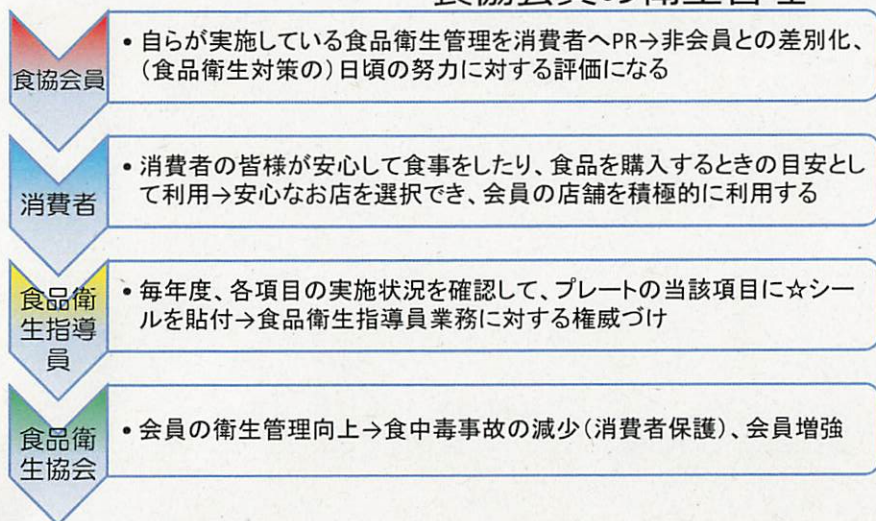 食協会員の衛生管理
食協会員
• 自らが実施している食品衛生管理を消費者へPR→非会員との差別化、
(食品衛生対策の)日頃の努力に対する評価になる
消費者
• 消費者の皆様が安心して食事をしたり、食品を購入するときの目安とし
て利用→安心なお店を選択でき、会員の店舗を積極的に利用する
食品衛
生指導
員
• 毎年度、各項目の実施状況を確認して、プレートの当該項目に☆シー
ルを貼付→食品衛生指導員業務に対する権威づけ
食品衛
生協会
• 会員の衛生管理向上→食中毒事故の減少(消費者保護)、会員増強